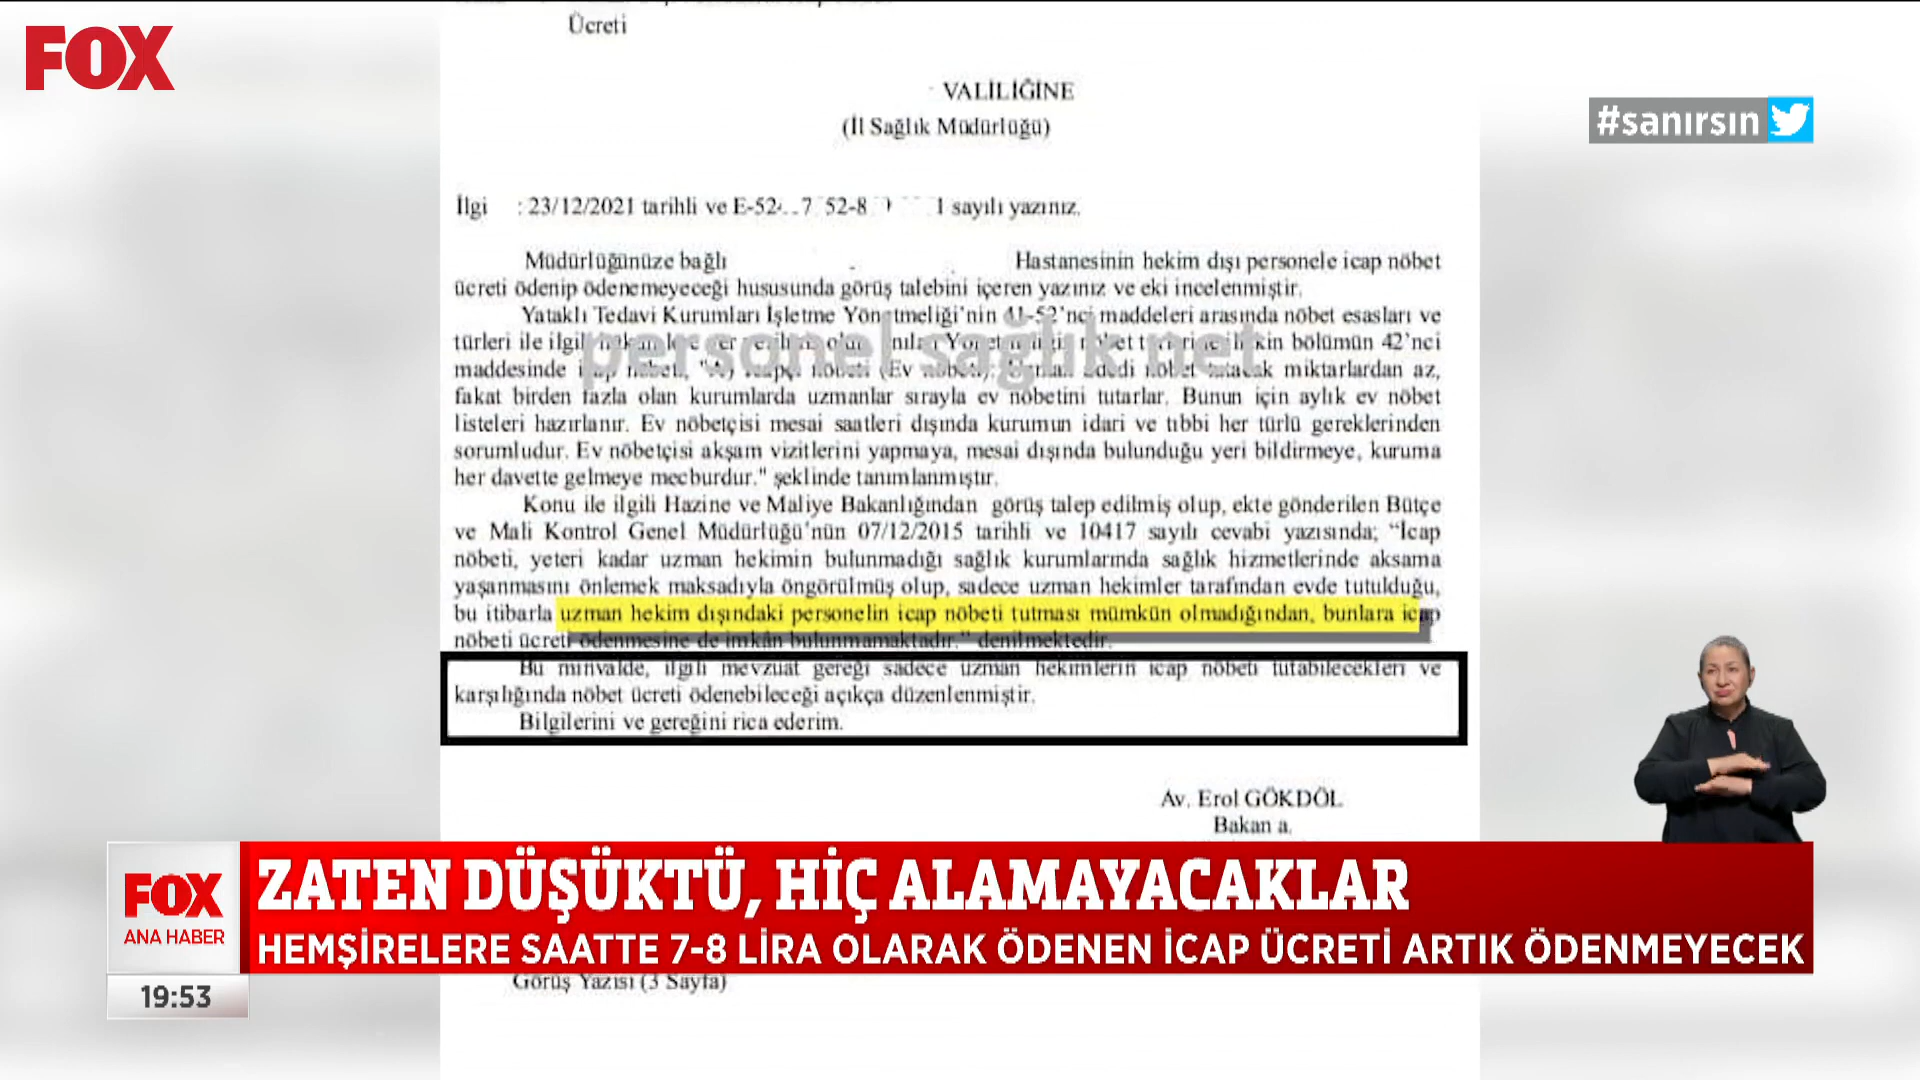 FOX
#sanırsın
Ücreti
VALİLİĞİNE
(İl Sağlık Müdürlüğü)
İlgi : 23/12/2021 tarihli ve E-52 7 52-8 1 sayılı yazınız.
Müdürlüğünüze bağlı Hastanesinin hekim dışı personele icap nöbet
ücreti ödenip ödenemeyeceği hususunda görüş talebini içeren yazınız ve eki incelenmiştir.
Yataklı Tedavi Kurumları İşletme Yönetmeliği'nin 41-52'nci maddeleri arasında nöbet esasları ve
türleri ile ilgili bölümün 42'nci
maddesinde (Ev miktarlardan az,
personel sağlık net
fakat birden fazla olan kurumlarda uzmanlar sırayla ev nöbetini tutarlar. Bunun için aylık ev nöbet
listeleri hazırlanır. Ev nöbetçisi mesai saatleri dışında kurumun idari ve tıbbi her türlü gereklerinden
sorumludur. Ev nöbetçisi akşam vizitlerini yapmaya, mesai dışında bulunduğu yeri bildirmeye, kuruma
her davette gelmeye mecburdur." şeklinde tanımlanmıştır.
Konu ile ilgili Hazine ve Maliye Bakanlığından görüş talep edilmiş olup, ekte gönderilen Bütçe
ve Mali Kontrol Genel Müdürlüğü'nün 07/12/2015 tarihli ve 10417 sayılı cevabi yazısında; "İcap
nöbeti, yeteri kadar uzman hekimin bulunmadığı sağlık kurumlarında sağlık hizmetlerinde aksama
yaşanmasını önlemek maksadıyla öngörülmüş olup, sadece uzman hekimler tarafından evde tutulduğu,
bu itibarla uzman hekim dışındaki personelin icap nöbeti tutması mümkün olmadığından, bunlara icap
nöbeti ücreti ödenmesine de imkân bulunmamaktadır." denilmektedir.
Bu minvalde, ilgili mevzuat gereği sadece uzman hekimlerin icap nöbeti tutabilecekleri ve
karşılığında nöbet ücreti ödenebileceği açıkça düzenlenmiştir.
Bilgilerini ve gereğini rica ederim.
Av. Erol GÖKDÖL
Bakan a.
FOX
ANA HABER
ZATEN DÜŞÜKTÜ, HİÇ ALAMAYACAKLAR
HEMŞİRELERE SAATTE 7-8 LİRA OLARAK ÖDENEN İCAP ÜCRETİ ARTIK ÖDENMEYECEK
19:53
Görüş Yazısı (3 Sayfa)